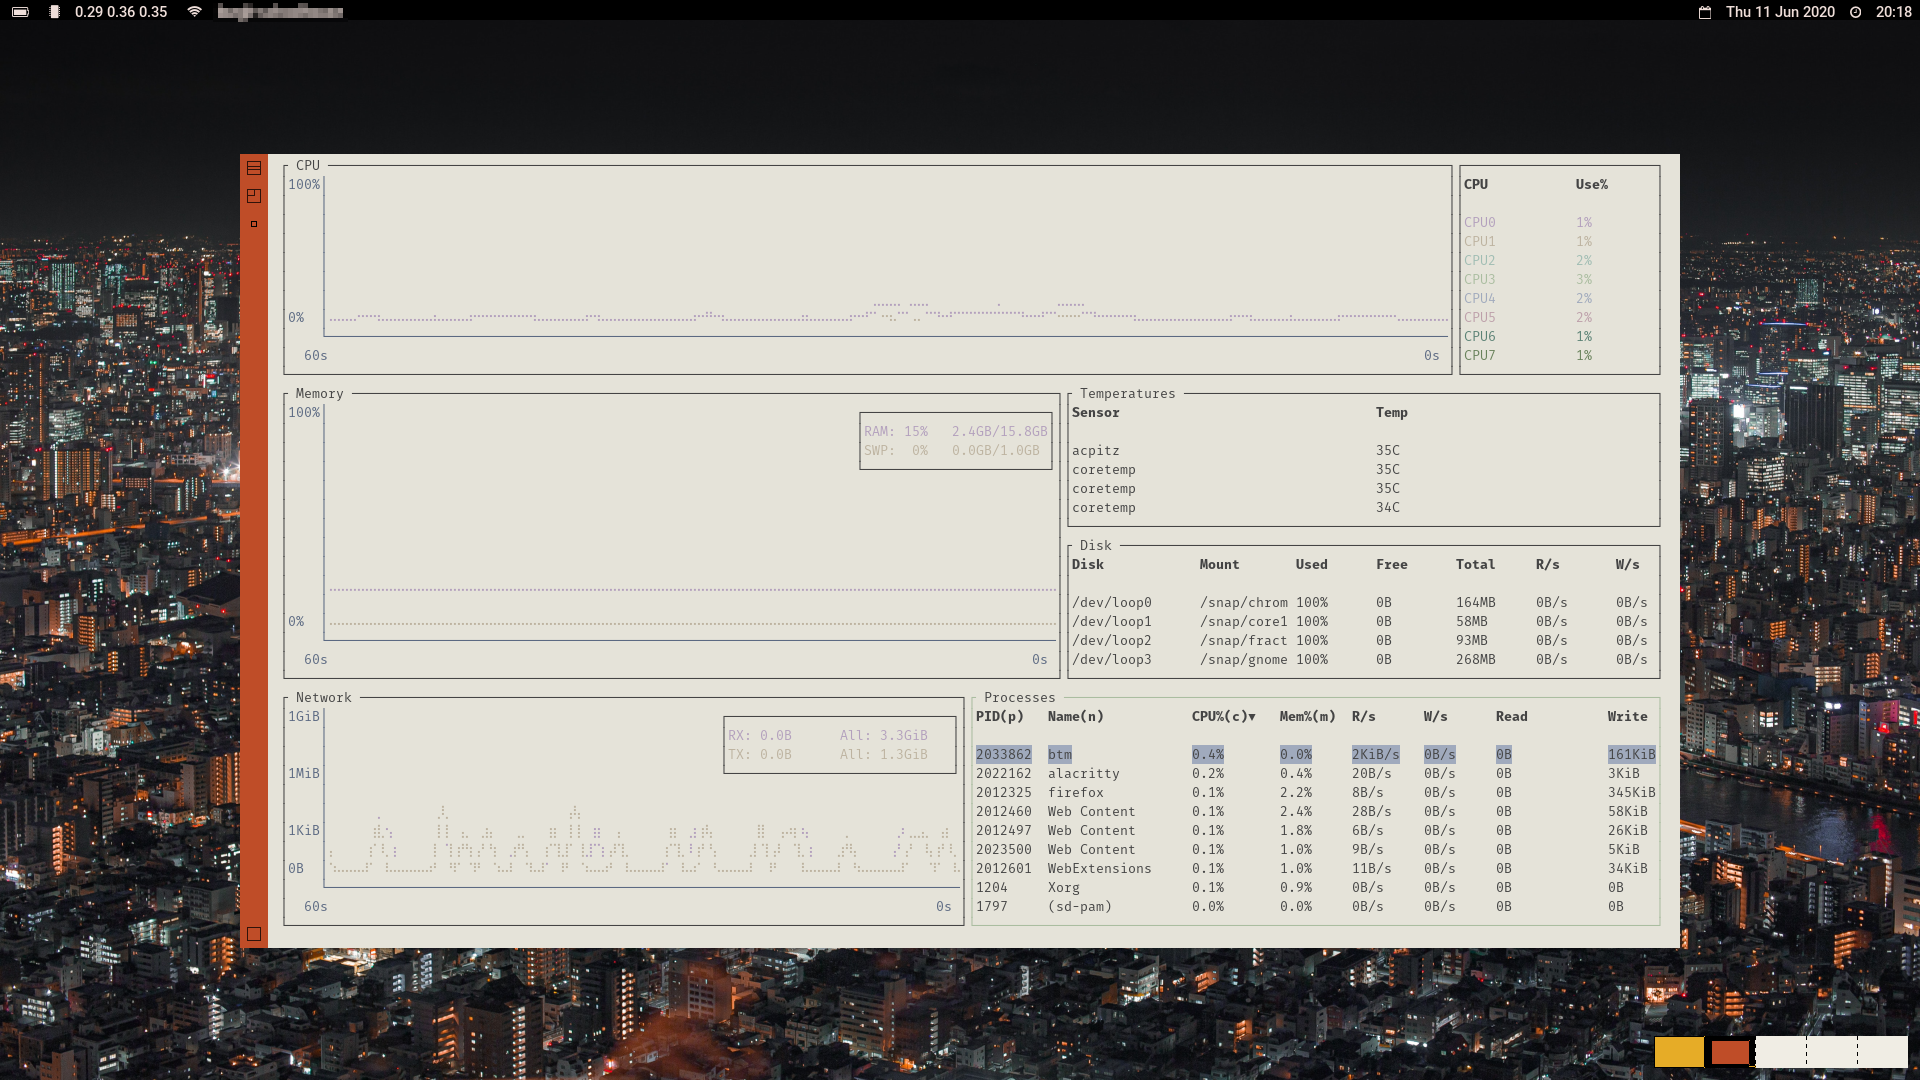 0.29 0.36 0.35
Thu 11 Jun 2020 20:18
CPU
100%
0%
60s 0s
CPU Use%
CPU0 1%
CPU1 1%
CPU2 2%
CPU3 3%
CPU4 2%
CPU5 2%
CPU6 1%
CPU7 1%
Memory
100%
RAM: 15% 2.4GB/15.8GB
SWP: 0% 0.0GB/1.0GB
0%
60s 0s
Temperatures
Sensor Temp
acpitz 35C
coretemp 35C
coretemp 35C
coretemp 34C
Disk
Disk Mount Used Free Total R/s W/s
/dev/loop0 /snap/chrom 100% 0B 164MB 0B/s 0B/s
/dev/loop1 /snap/core1 100% 0B 58MB 0B/s 0B/s
/dev/loop2 /snap/fract 100% 0B 93MB 0B/s 0B/s
/dev/loop3 /snap/gnome 100% 0B 268MB 0B/s 0B/s
Network
1GiB
RX: 0.0B All: 3.3GiB
TX: 0.0B All: 1.3GiB
1MiB
1KiB
0B
60s 0s
Processes
PID(p) Name(n) CPU%(c)▼ Mem%(m) R/s W/s Read Write
2033862 btm 0.4% 0.0% 2KiB/s 0B/s 0B 161KiB
2022162 alacritty 0.2% 0.4% 20B/s 0B/s 0B 3KiB
2012325 firefox 0.1% 2.2% 8B/s 0B/s 0B 345KiB
2012460 Web Content 0.1% 2.4% 28B/s 0B/s 0B 58KiB
2012497 Web Content 0.1% 1.8% 6B/s 0B/s 0B 26KiB
2023500 Web Content 0.1% 1.0% 9B/s 0B/s 0B 5KiB
2012601 WebExtensions 0.1% 1.0% 11B/s 0B/s 0B 34KiB
1204 Xorg 0.1% 0.9% 0B/s 0B/s 0B 0B
1797 (sd-pam) 0.0% 0.0% 0B/s 0B/s 0B 0B